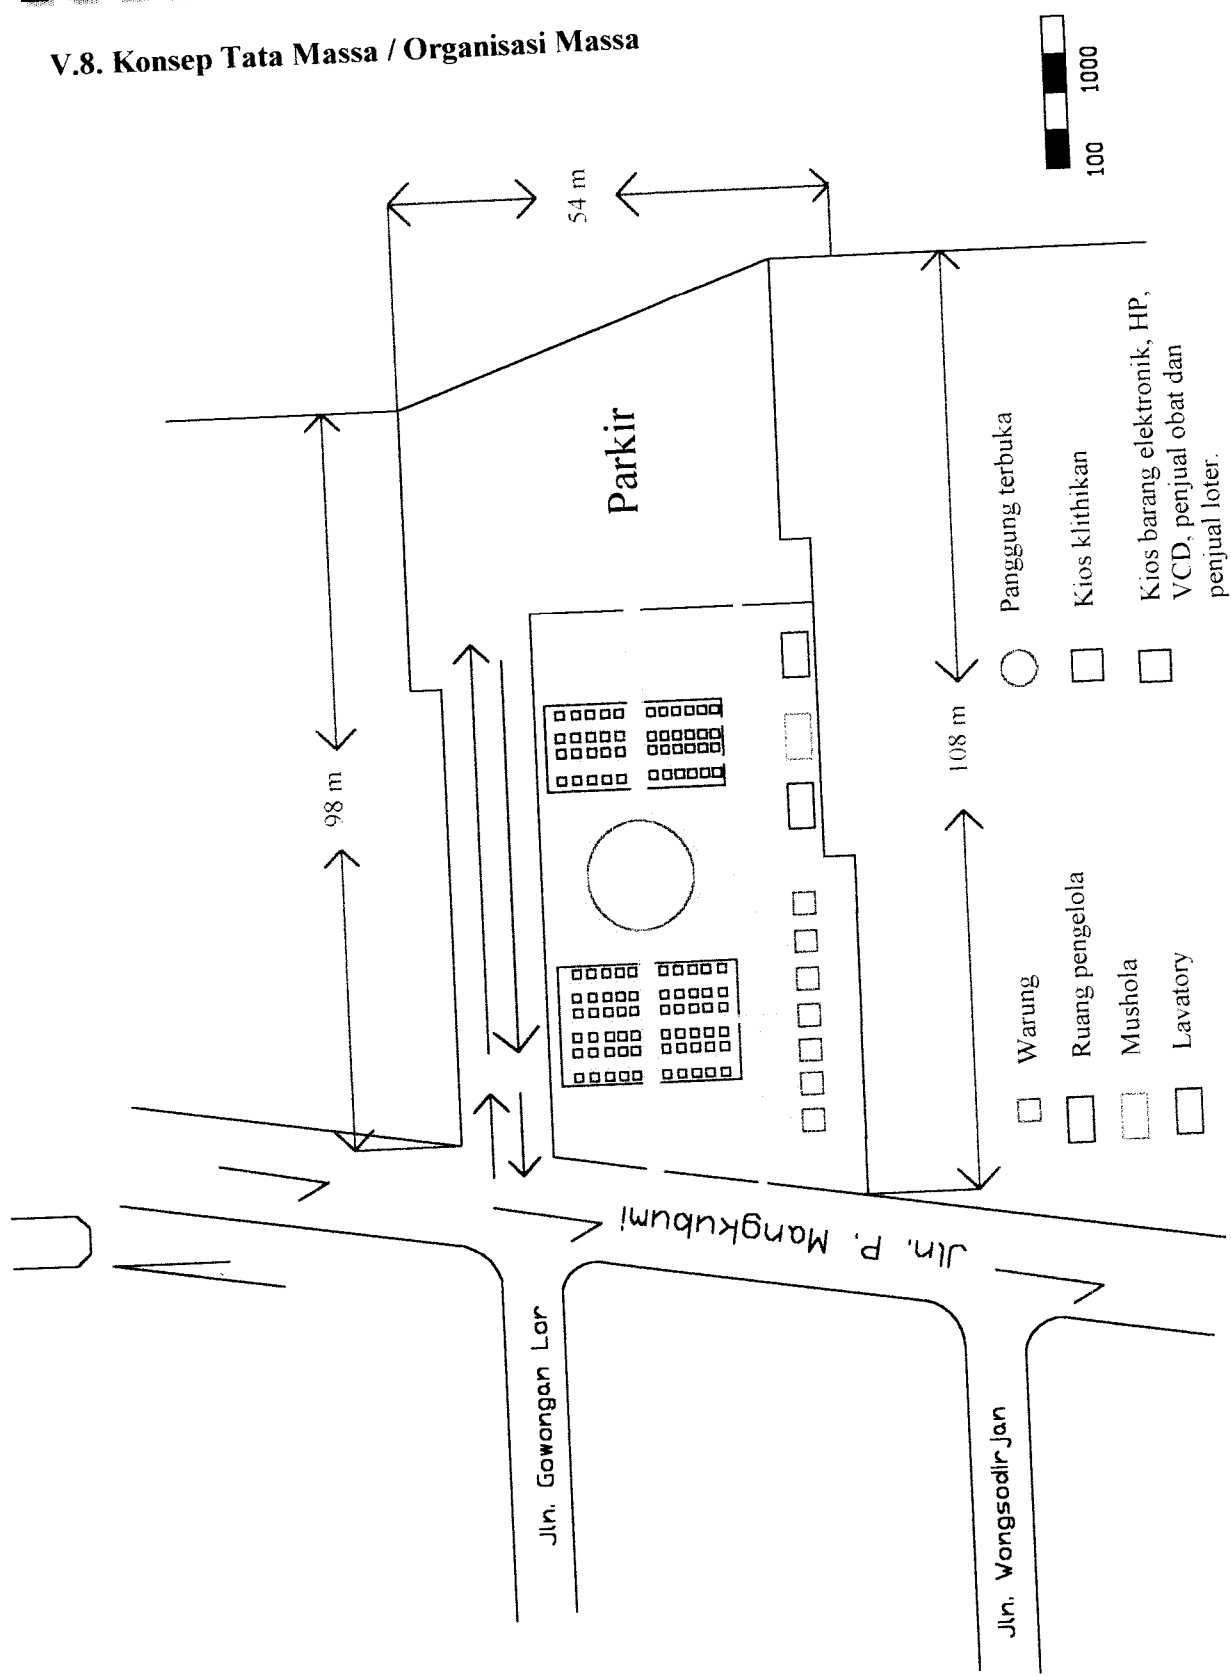 V.8. Konsep Tata Massa / Organisasi Massa
100
1000
54 m
98 m
108 m
Parkir
Jln. P. Mangkubumi
Jln. Gowongan Lor
Jln. Wongsodirjan
Warung
Ruang pengelola
Mushola
Lavatory
Panggung terbuka
Kios klithikan
Kios barang elektronik, HP,
VCD, penjual obat dan
penjual loter.